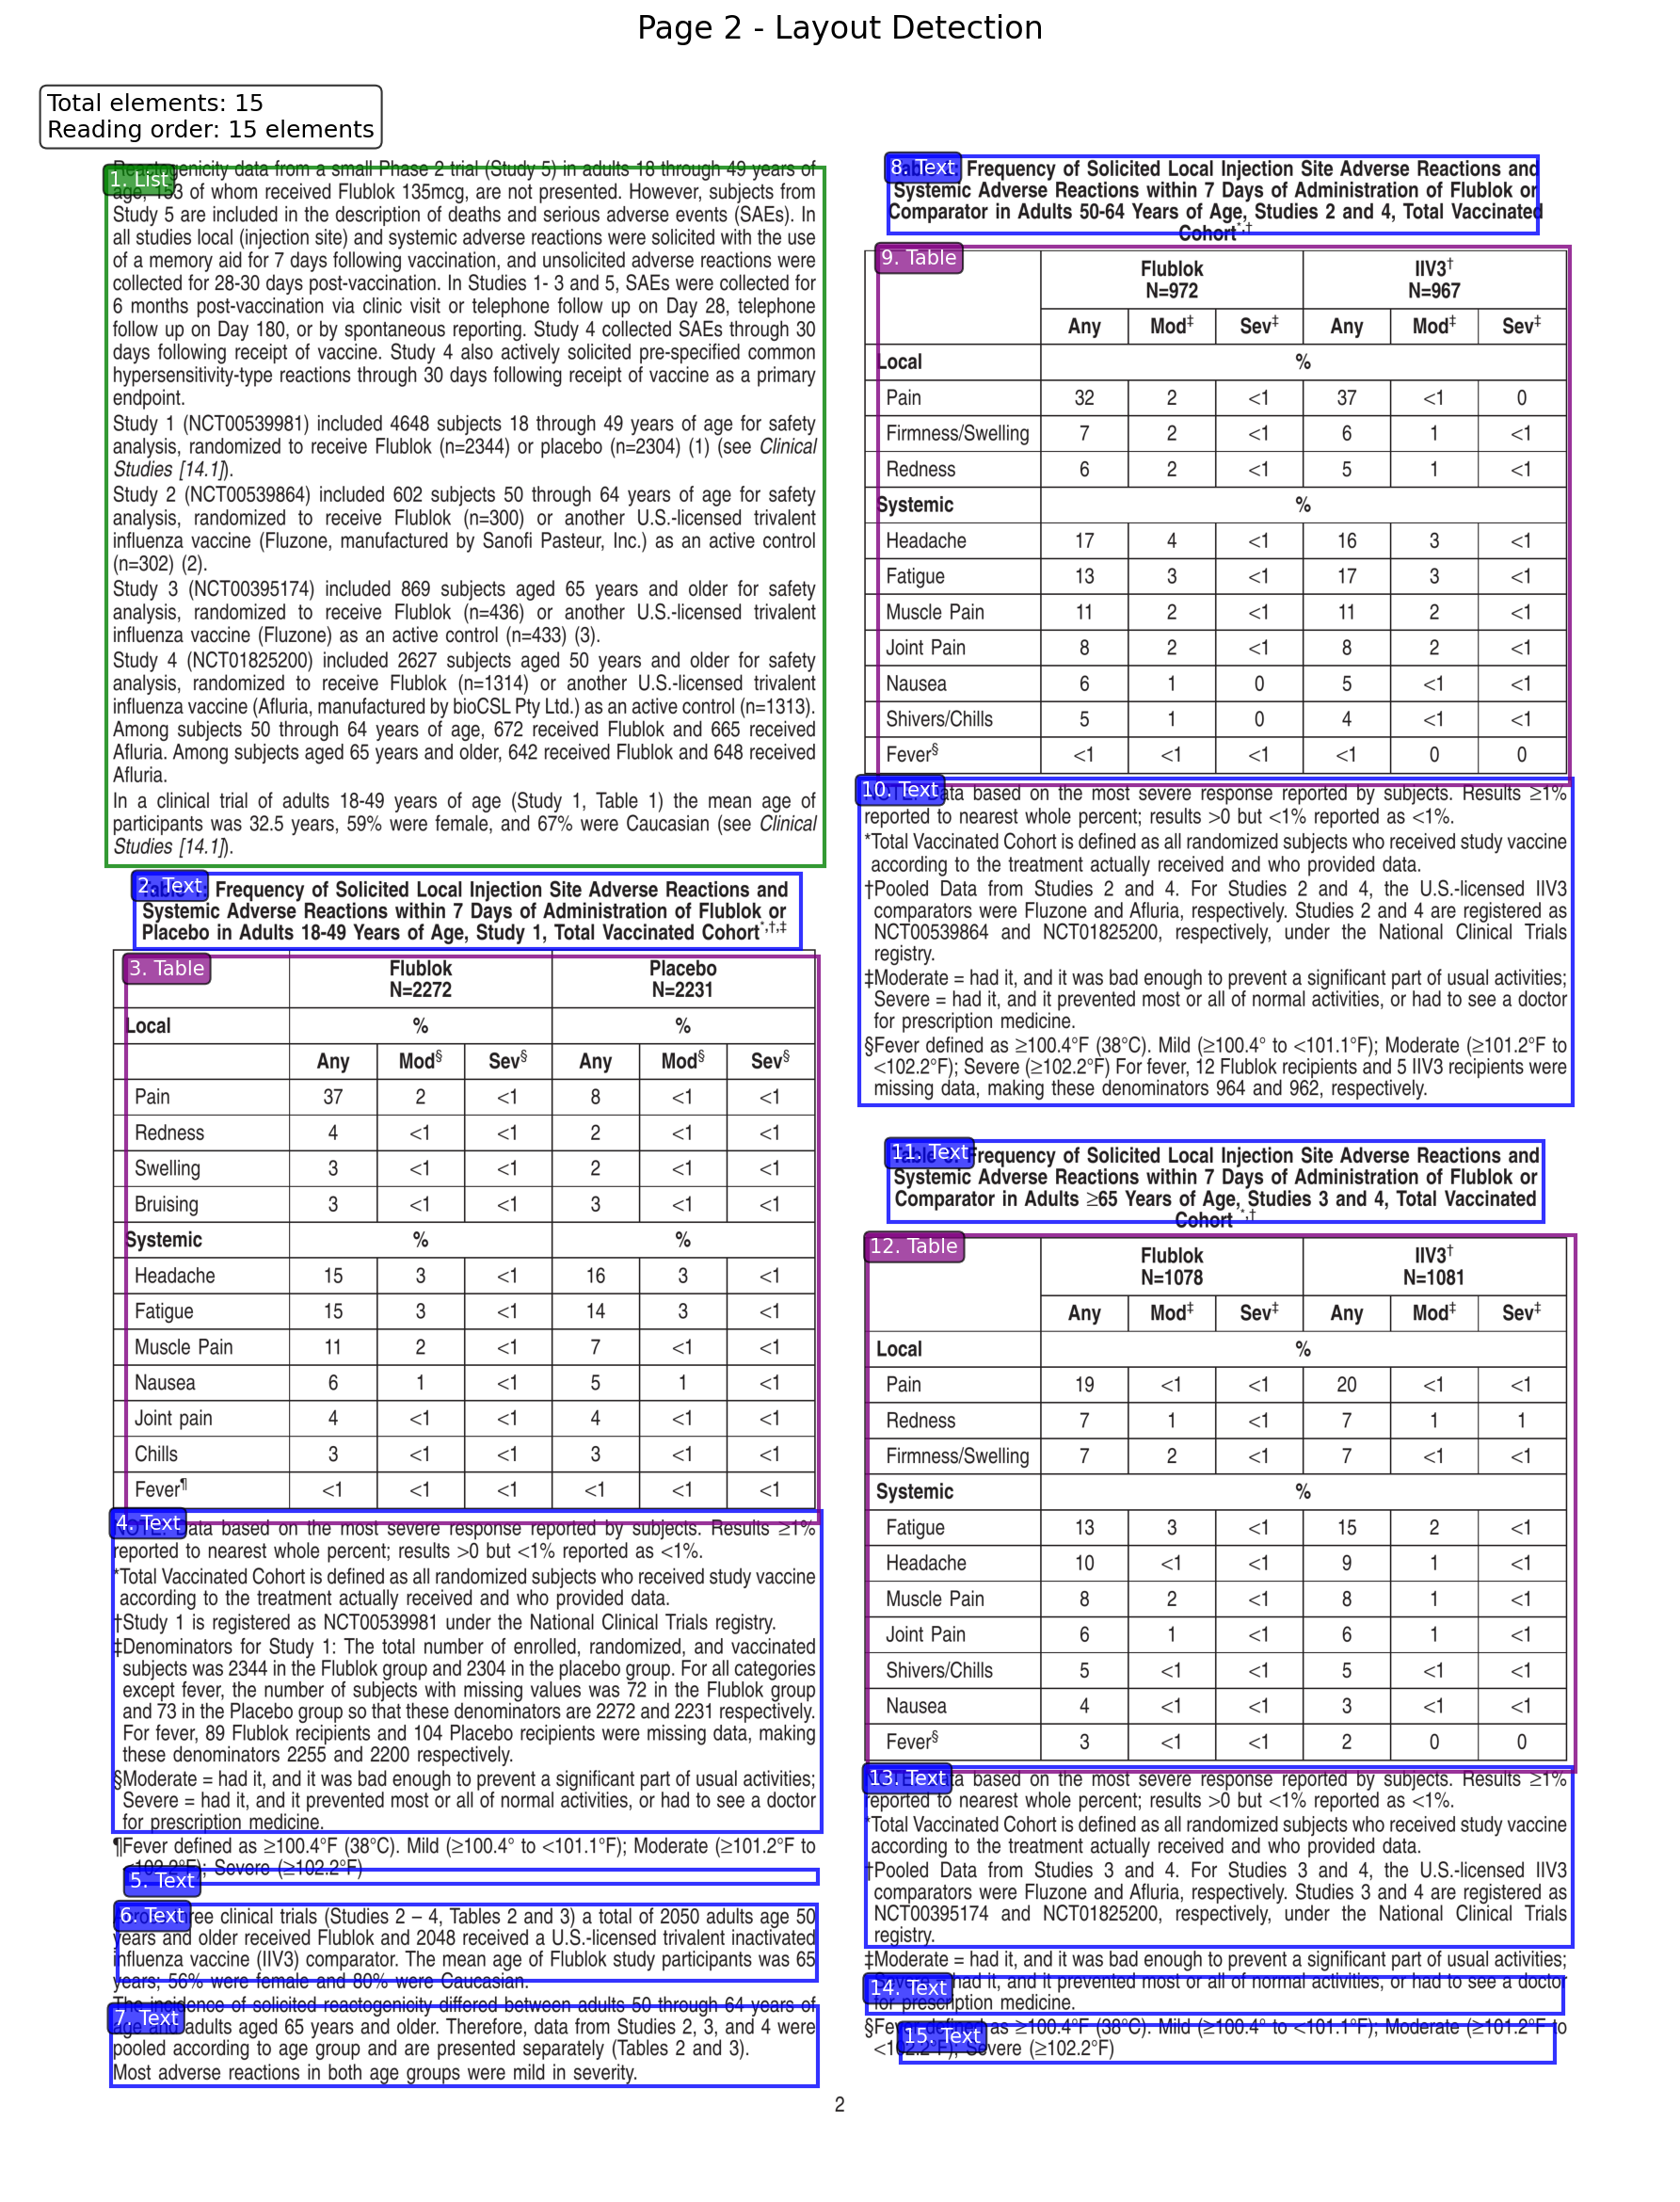 Page 2 - Layout Detection
Total elements: 15
Reading order: 15 elements
1. List
Reactogenicity data from a small Phase 2 trial (Study 5) in adults 18 through 49 years of
age, 153 of whom received Flublok 135mcg, are not presented. However, subjects from
Study 5 are included in the description of deaths and serious adverse events (SAEs). In
all studies local (injection site) and systemic adverse reactions were solicited with the use
of a memory aid for 7 days following vaccination, and unsolicited adverse reactions were
collected for 28-30 days post-vaccination. In Studies 1- 3 and 5, SAEs were collected for
6 months post-vaccination via clinic visit or telephone follow up on Day 28, telephone
follow up on Day 180, or by spontaneous reporting. Study 4 collected SAEs through 30
days following receipt of vaccine. Study 4 also actively solicited pre-specified common
hypersensitivity-type reactions through 30 days following receipt of vaccine as a primary
endpoint.
Study 1 (NCT00539981) included 4648 subjects 18 through 49 years of age for safety
analysis, randomized to receive Flublok (n=2344) or placebo (n=2304) (1) (see Clinical
Studies [14.1]).
Study 2 (NCT00539864) included 602 subjects 50 through 64 years of age for safety
analysis, randomized to receive Flublok (n=300) or another U.S.-licensed trivalent
influenza vaccine (Fluzone, manufactured by Sanofi Pasteur, Inc.) as an active control
(n=302) (2).
Study 3 (NCT00395174) included 869 subjects aged 65 years and older for safety
analysis, randomized to receive Flublok (n=436) or another U.S.-licensed trivalent
influenza vaccine (Fluzone) as an active control (n=433) (3).
Study 4 (NCT01825200) included 2627 subjects aged 50 years and older for safety
analysis, randomized to receive Flublok (n=1314) or another U.S.-licensed trivalent
influenza vaccine (Afluria, manufactured by bioCSL Pty Ltd.) as an active control (n=1313).
Among subjects 50 through 64 years of age, 672 received Flublok and 665 received
Afluria. Among subjects aged 65 years and older, 642 received Flublok and 648 received
Afluria.
In a clinical trial of adults 18-49 years of age (Study 1, Table 1) the mean age of
participants was 32.5 years, 59% were female, and 67% were Caucasian (see Clinical
Studies [14.1]).
2. Text
Frequency of Solicited Local Injection Site Adverse Reactions and
Systemic Adverse Reactions within 7 Days of Administration of Flublok or
Placebo in Adults 18-49 Years of Age, Study 1, Total Vaccinated Cohort*,†,‡
3. Table
Flublok Placebo
N=2272 N=2231
Local % %
Any Mod§ Sev§ Any Mod§ Sev§
Pain 37 2 <1 8 <1 <1
Redness 4 <1 <1 2 <1 <1
Swelling 3 <1 <1 2 <1 <1
Bruising 3 <1 <1 3 <1 <1
Systemic % %
Headache 15 3 <1 16 3 <1
Fatigue 15 3 <1 14 3 <1
Muscle Pain 11 2 <1 7 <1 <1
Nausea 6 1 <1 5 1 <1
Joint pain 4 <1 <1 4 <1 <1
Chills 3 <1 <1 3 <1 <1
Fever¶ <1 <1 <1 <1 <1 <1
4. Text
NOTE: Data based on the most severe response reported by subjects. Results ≥1%
reported to nearest whole percent; results >0 but <1% reported as <1%.
*Total Vaccinated Cohort is defined as all randomized subjects who received study vaccine
according to the treatment actually received and who provided data.
†Study 1 is registered as NCT00539981 under the National Clinical Trials registry.
‡Denominators for Study 1: The total number of enrolled, randomized, and vaccinated
subjects was 2344 in the Flublok group and 2304 in the placebo group. For all categories
except fever, the number of subjects with missing values was 72 in the Flublok group
and 73 in the Placebo group so that these denominators are 2272 and 2231 respectively.
For fever, 89 Flublok recipients and 104 Placebo recipients were missing data, making
these denominators 2255 and 2200 respectively.
§Moderate = had it, and it was bad enough to prevent a significant part of usual activities;
Severe = had it, and it prevented most or all of normal activities, or had to see a doctor
for prescription medicine.
¶Fever defined as ≥100.4°F (38°C). Mild (≥100.4° to <101.1°F); Moderate (≥101.2°F to
<102.2°F); Severe (≥102.2°F)
5. Text
6. Text
three clinical trials (Studies 2 – 4, Tables 2 and 3) a total of 2050 adults age 50
years and older received Flublok and 2048 received a U.S.-licensed trivalent inactivated
influenza vaccine (IIV3) comparator. The mean age of Flublok study participants was 65
years; 56% were female and 80% were Caucasian.
The incidence of solicited reactogenicity differed between adults 50 through 64 years of
7. Text
age and adults aged 65 years and older. Therefore, data from Studies 2, 3, and 4 were
pooled according to age group and are presented separately (Tables 2 and 3).
Most adverse reactions in both age groups were mild in severity.
8. Text
Frequency of Solicited Local Injection Site Adverse Reactions and
Systemic Adverse Reactions within 7 Days of Administration of Flublok or
Comparator in Adults 50-64 Years of Age, Studies 2 and 4, Total Vaccinated
Cohort*,†
9. Table
Flublok IIV3†
N=972 N=967
Any Mod‡ Sev‡ Any Mod‡ Sev‡
Local %
Pain 32 2 <1 37 <1 0
Firmness/Swelling 7 2 <1 6 1 <1
Redness 6 2 <1 5 1 <1
Systemic %
Headache 17 4 <1 16 3 <1
Fatigue 13 3 <1 17 3 <1
Muscle Pain 11 2 <1 11 2 <1
Joint Pain 8 2 <1 8 2 <1
Nausea 6 1 0 5 <1 <1
Shivers/Chills 5 1 0 4 <1 <1
Fever§ <1 <1 <1 <1 0 0
10. Text
NOTE: Data based on the most severe response reported by subjects. Results ≥1%
reported to nearest whole percent; results >0 but <1% reported as <1%.
*Total Vaccinated Cohort is defined as all randomized subjects who received study vaccine
according to the treatment actually received and who provided data.
†Pooled Data from Studies 2 and 4. For Studies 2 and 4, the U.S.-licensed IIV3
comparators were Fluzone and Afluria, respectively. Studies 2 and 4 are registered as
NCT00539864 and NCT01825200, respectively, under the National Clinical Trials
registry.
‡Moderate = had it, and it was bad enough to prevent a significant part of usual activities;
Severe = had it, and it prevented most or all of normal activities, or had to see a doctor
for prescription medicine.
§Fever defined as ≥100.4°F (38°C). Mild (≥100.4° to <101.1°F); Moderate (≥101.2°F to
<102.2°F); Severe (≥102.2°F) For fever, 12 Flublok recipients and 5 IIV3 recipients were
missing data, making these denominators 964 and 962, respectively.
11. Text
Frequency of Solicited Local Injection Site Adverse Reactions and
Systemic Adverse Reactions within 7 Days of Administration of Flublok or
Comparator in Adults ≥65 Years of Age, Studies 3 and 4, Total Vaccinated
Cohort *,†
12. Table
Flublok IIV3†
N=1078 N=1081
Any Mod‡ Sev‡ Any Mod‡ Sev‡
Local %
Pain 19 <1 <1 20 <1 <1
Redness 7 1 <1 7 1 1
Firmness/Swelling 7 2 <1 7 <1 <1
Systemic %
Fatigue 13 3 <1 15 2 <1
Headache 10 <1 <1 9 1 <1
Muscle Pain 8 2 <1 8 1 <1
Joint Pain 6 1 <1 6 1 <1
Shivers/Chills 5 <1 <1 5 <1 <1
Nausea 4 <1 <1 3 <1 <1
Fever§ 3 <1 <1 2 0 0
13. Text
NOTE: Data based on the most severe response reported by subjects. Results ≥1%
reported to nearest whole percent; results >0 but <1% reported as <1%.
*Total Vaccinated Cohort is defined as all randomized subjects who received study vaccine
according to the treatment actually received and who provided data.
†Pooled Data from Studies 3 and 4. For Studies 3 and 4, the U.S.-licensed IIV3
comparators were Fluzone and Afluria, respectively. Studies 3 and 4 are registered as
NCT00395174 and NCT01825200, respectively, under the National Clinical Trials
registry.
‡Moderate = had it, and it was bad enough to prevent a significant part of usual activities;
14. Text
Severe = had it, and it prevented most or all of normal activities, or had to see a doctor
for prescription medicine.
15. Text
§Fever defined as ≥100.4°F (38°C). Mild (≥100.4° to <101.1°F); Moderate (≥101.2°F to
<102.2°F); Severe (≥102.2°F)
2